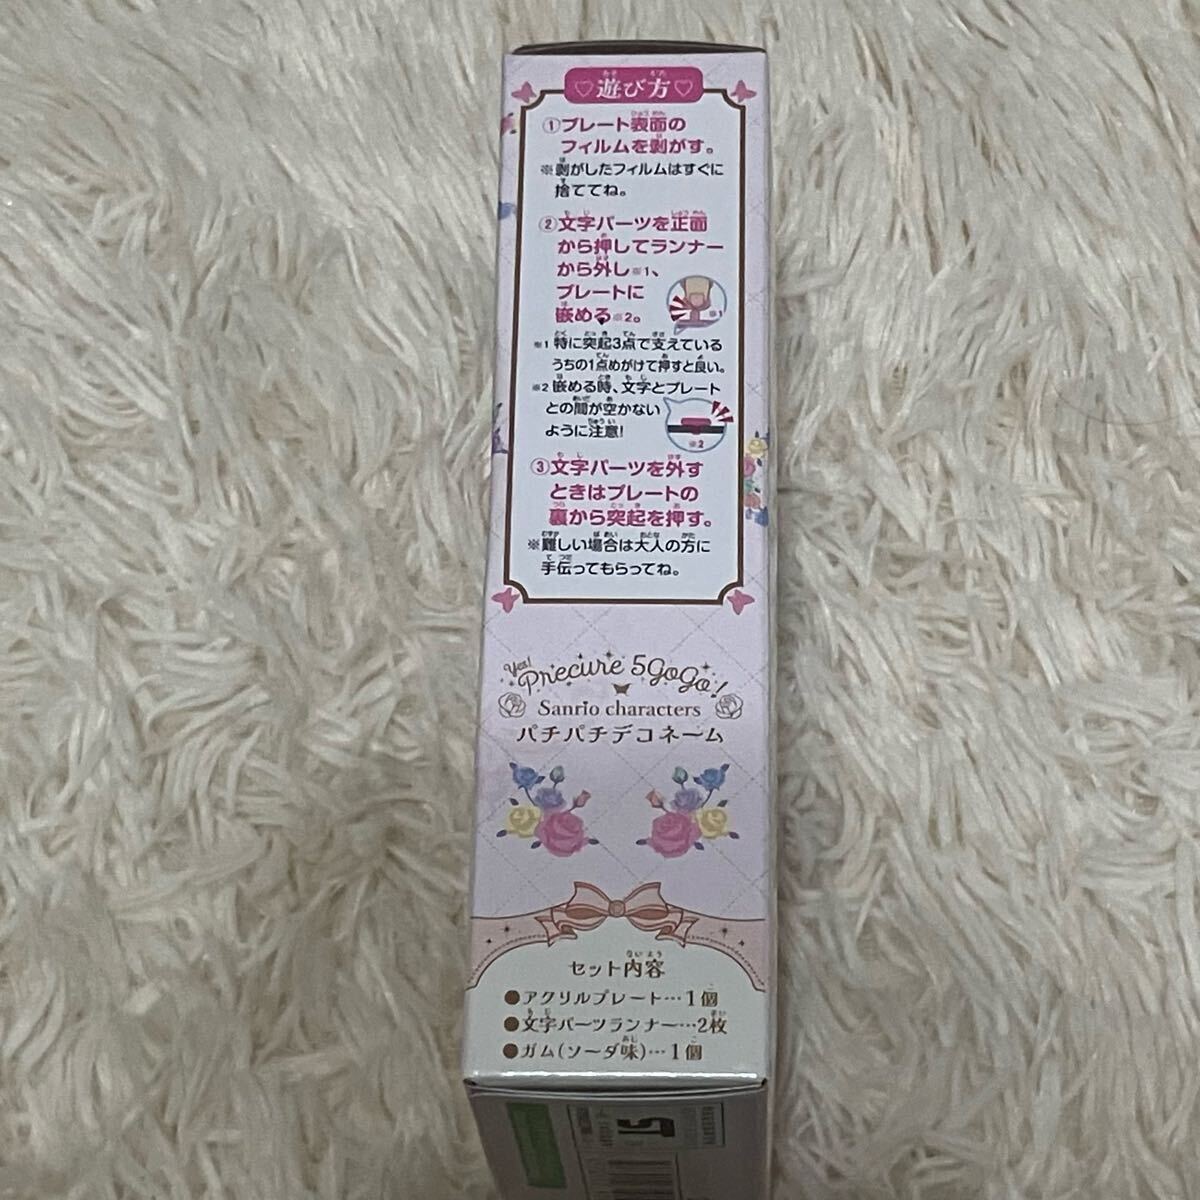 ♡遊び方♡
①プレート表面の
フィルムを剥がす。
※剥がしたフィルムはすぐに
捨ててね。
②文字パーツを正面
から押してランナー
から外し※1、
プレートに
嵌める※2。
※1
※1 特に突起3点で支えている
うちの1点めがけて押すと良い。
※2 嵌める時、文字とプレート
との間が空かない
ように注意!
※2
③文字パーツを外す
ときはプレートの
裏から突起を押す。
※難しい場合は大人の方に
手伝ってもらってね。
Yes!
Precure 5GoGo!
Sanrio characters
パチパチデコネーム
セット内容
●アクリルプレート…1個
●文字パーツランナー…2枚
●ガム(ソーダ味)…1個
ST